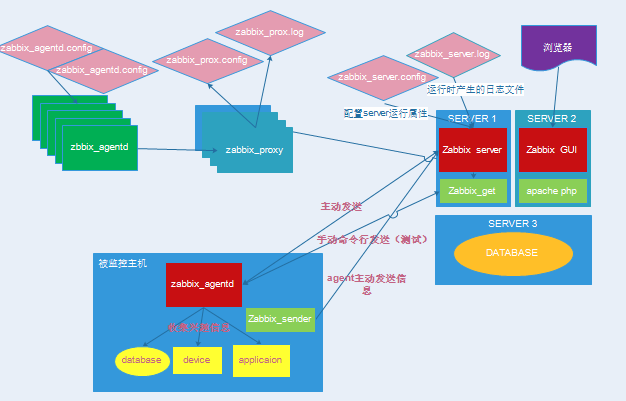 zabbix_agentd.config
zabbix_agentd.config
zabbix_prox.log
zabbix_prox.config
zabbix_server.log
zabbix_server.config
浏览器
运行时产生的日志文件
配置server运行属性
SERVER 1
SERVER 2
zbbix_agentd
zabbix_proxy
Zabbix server
Zabbix GUI
Zabbix_get
apache php
主动发送
手动命令行发送（测试）
SERVER 3
DATABASE
被监控主机
zabbix_agentd
agent主动发送信
息
Zabbix_sender
database
device
applicaion